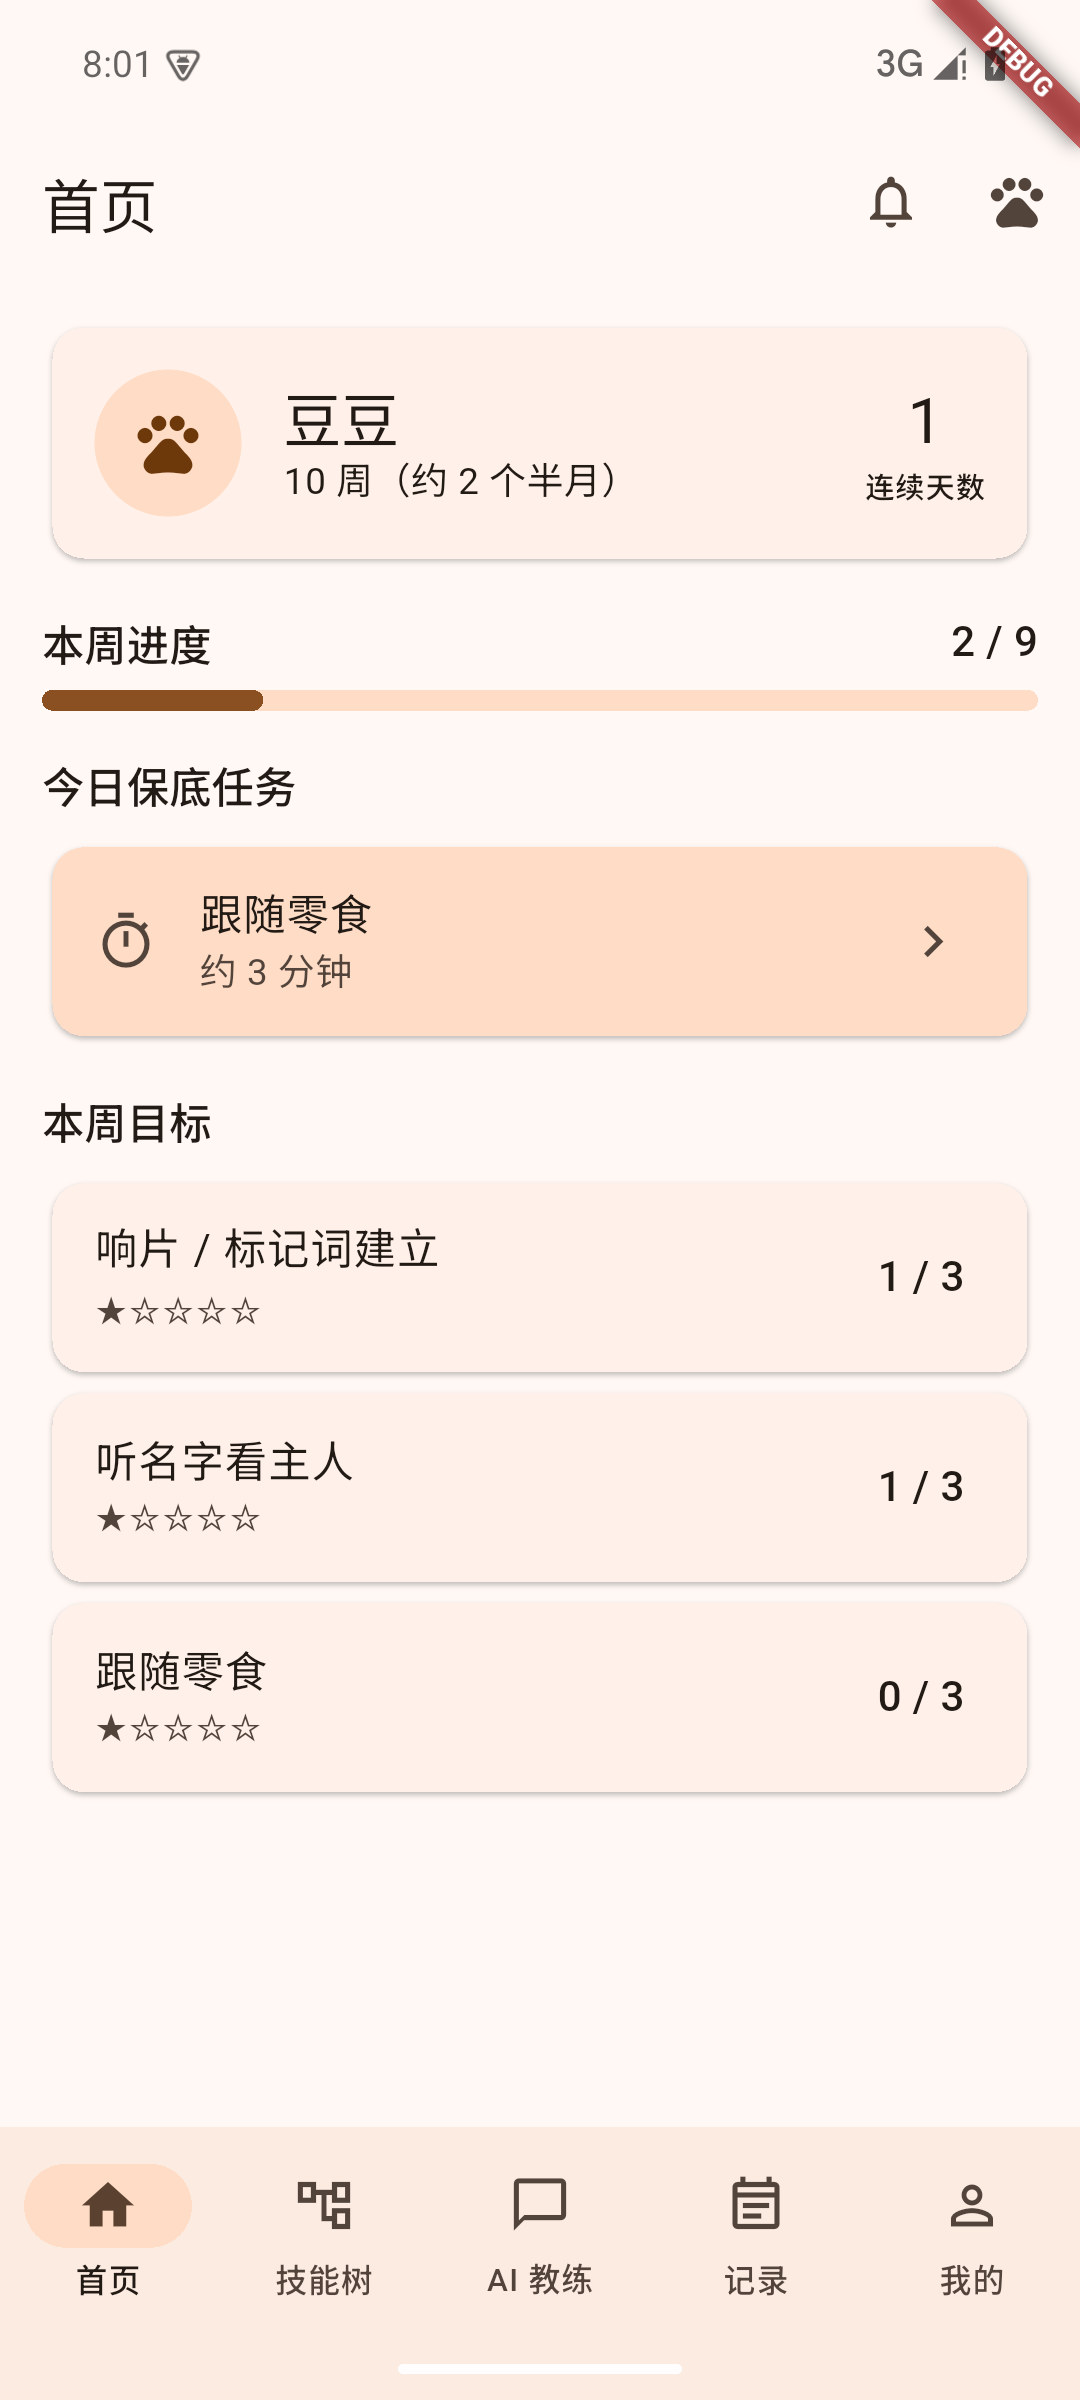 8:01
3G
DEBUG
首页
豆豆
10 周（约 2 个半月）
1
连续天数
本周进度
2 / 9
今日保底任务
跟随零食
约 3 分钟
本周目标
响片 / 标记词建立
★☆☆☆☆
1 / 3
听名字看主人
★☆☆☆☆
1 / 3
跟随零食
★☆☆☆☆
0 / 3
首页
技能树
AI 教练
记录
我的